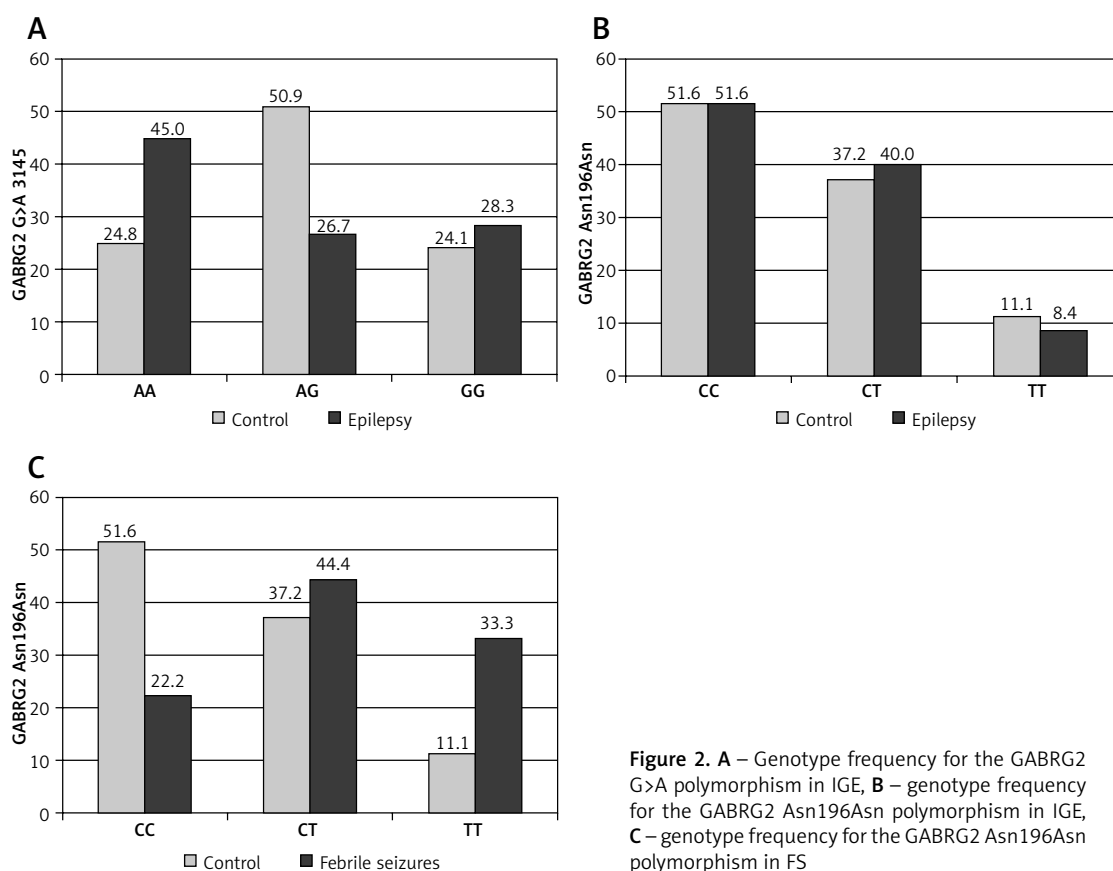 A
GABRG2 G>A 3145
60
50
40
30
20
10
0
24.8
45.0
50.9
26.7
24.1
28.3
AA AG GG
Control Epilepsy
B
GABRG2 Asn196Asn
60
50
40
30
20
10
0
51.6
51.6
37.2
40.0
11.1
8.4
CC CT TT
Control Epilepsy
C
GABRG2 Asn196Asn
60
50
40
30
20
10
0
51.6
22.2
37.2
44.4
11.1
33.3
CC CT TT
Control Febrile seizures
Figure 2. A – Genotype frequency for the GABRG2
G>A polymorphism in IGE, B – genotype frequency
for the GABRG2 Asn196Asn polymorphism in IGE,
C – genotype frequency for the GABRG2 Asn196Asn
polymorphism in FS